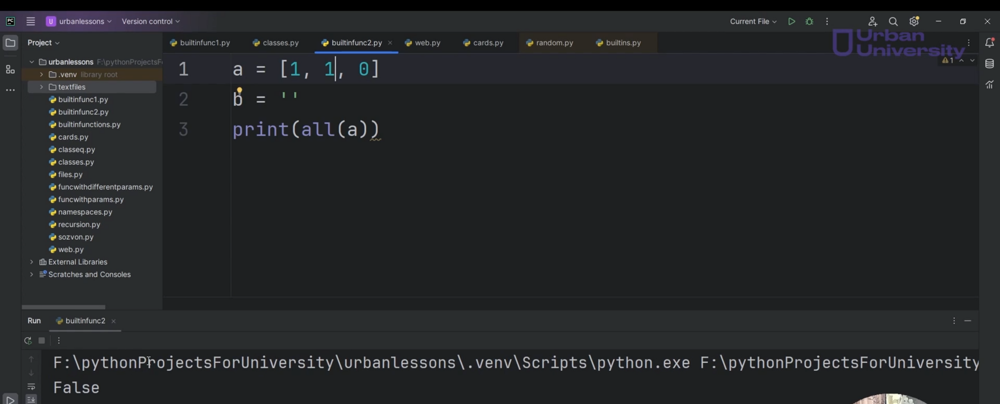 PC U urbanlessons Version control Current File
Urban
University
Project
builtinfunc1.py classes.py builtinfunc2.py web.py cards.py random.py builtins.py
urbanlessons F:\pythonProjectsFo
.venv library root
textfiles
builtinfunc1.py
builtinfunc2.py
builtinfunctions.py
cards.py
classeq.py
classes.py
files.py
funcwithdifferentparams.py
funcwithparams.py
namespaces.py
recursion.py
sozvon.py
web.py
External Libraries
Scratches and Consoles
1 a = [1, 1, 0]
2 b = ''
3 print(all(a))
1
Run builtinfunc2
F:\pythonProjectsForUniversity\urbanlessons\.venv\Scripts\python.exe F:\pythonProjectsForUniversity
False